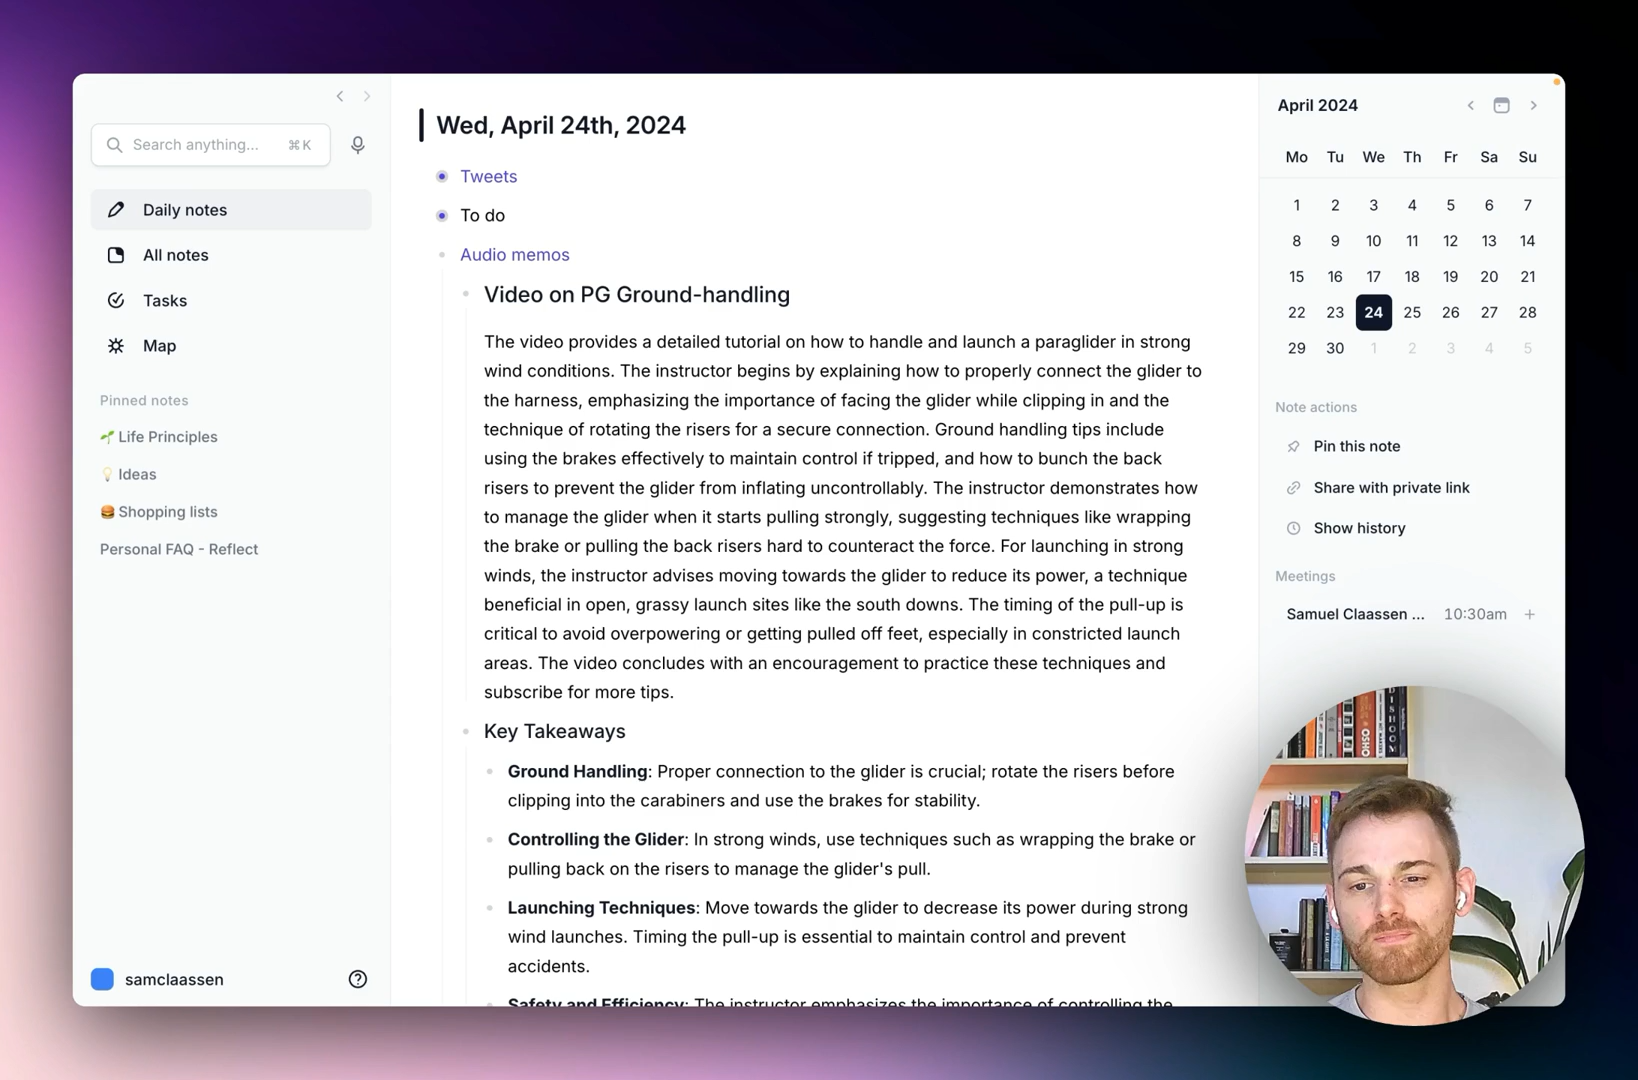 Search anything... ⌘K
Daily notes
All notes
Tasks
Map
Pinned notes
🌱 Life Principles
💡 Ideas
🍔 Shopping lists
Personal FAQ - Reflect
samclaassen
Wed, April 24th, 2024
Tweets
To do
Audio memos
Video on PG Ground-handling
The video provides a detailed tutorial on how to handle and launch a paraglider in strong
wind conditions. The instructor begins by explaining how to properly connect the glider to
the harness, emphasizing the importance of facing the glider while clipping in and the
technique of rotating the risers for a secure connection. Ground handling tips include
using the brakes effectively to maintain control if tripped, and how to bunch the back
risers to prevent the glider from inflating uncontrollably. The instructor demonstrates how
to manage the glider when it starts pulling strongly, suggesting techniques like wrapping
the brake or pulling the back risers hard to counteract the force. For launching in strong
winds, the instructor advises moving towards the glider to reduce its power, a technique
beneficial in open, grassy launch sites like the south downs. The timing of the pull-up is
critical to avoid overpowering or getting pulled off feet, especially in constricted launch
areas. The video concludes with an encouragement to practice these techniques and
subscribe for more tips.
Key Takeaways
Ground Handling: Proper connection to the glider is crucial; rotate the risers before
clipping into the carabiners and use the brakes for stability.
Controlling the Glider: In strong winds, use techniques such as wrapping the brake or
pulling back on the risers to manage the glider's pull.
Launching Techniques: Move towards the glider to decrease its power during strong
wind launches. Timing the pull-up is essential to maintain control and prevent
accidents.
Safety and Efficiency: The instructor emphasizes the importance of controlling the
April 2024
Mo Tu We Th Fr Sa Su
1 2 3 4 5 6 7
8 9 10 11 12 13 14
15 16 17 18 19 20 21
22 23 24 25 26 27 28
29 30 1 2 3 4 5
Note actions
Pin this note
Share with private link
Show history
Meetings
Samuel Claassen ... 10:30am +
OSHO
DISHOOM